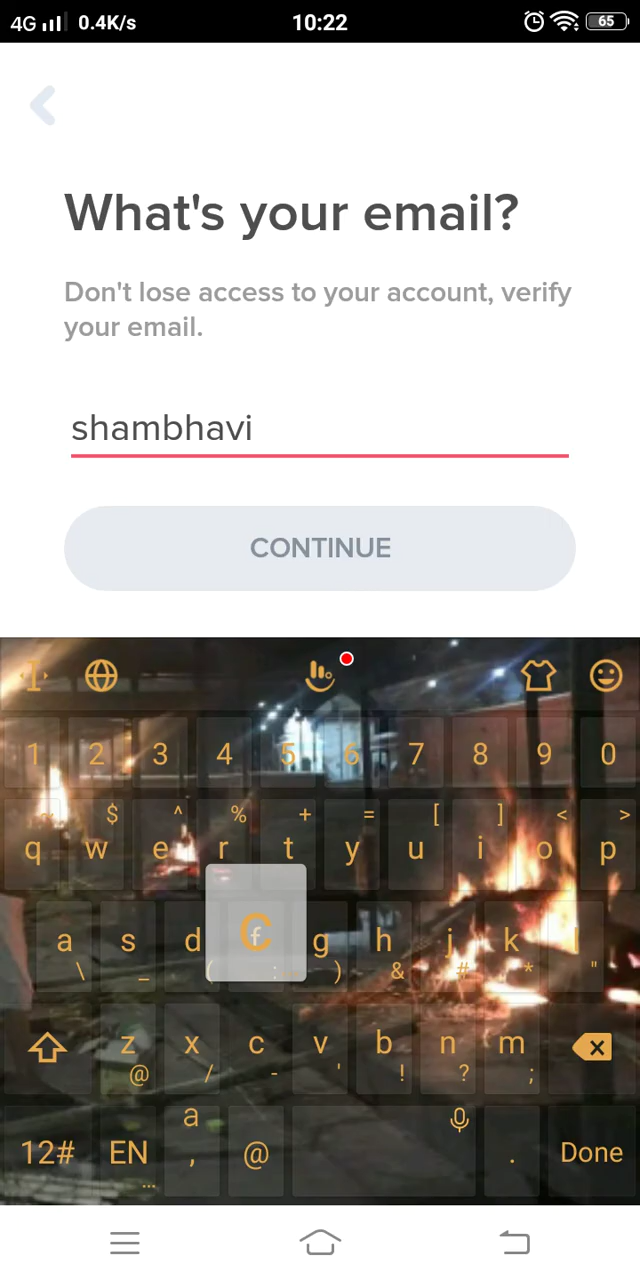 4G 0.4K/s 10:22 65
What's your email?
Don't lose access to your account, verify
your email.
shambhavi
CONTINUE
1 2 3 4 5 6 7 8 9 0
~ $ ^ % + = [ ] < >
q w e r t y u i o p
a s d f g h j k l
C
\ _ ( : ) & # * "
z x c v b n m
@ / - ' ! ? ;
a
12# EN , @ . Done
...